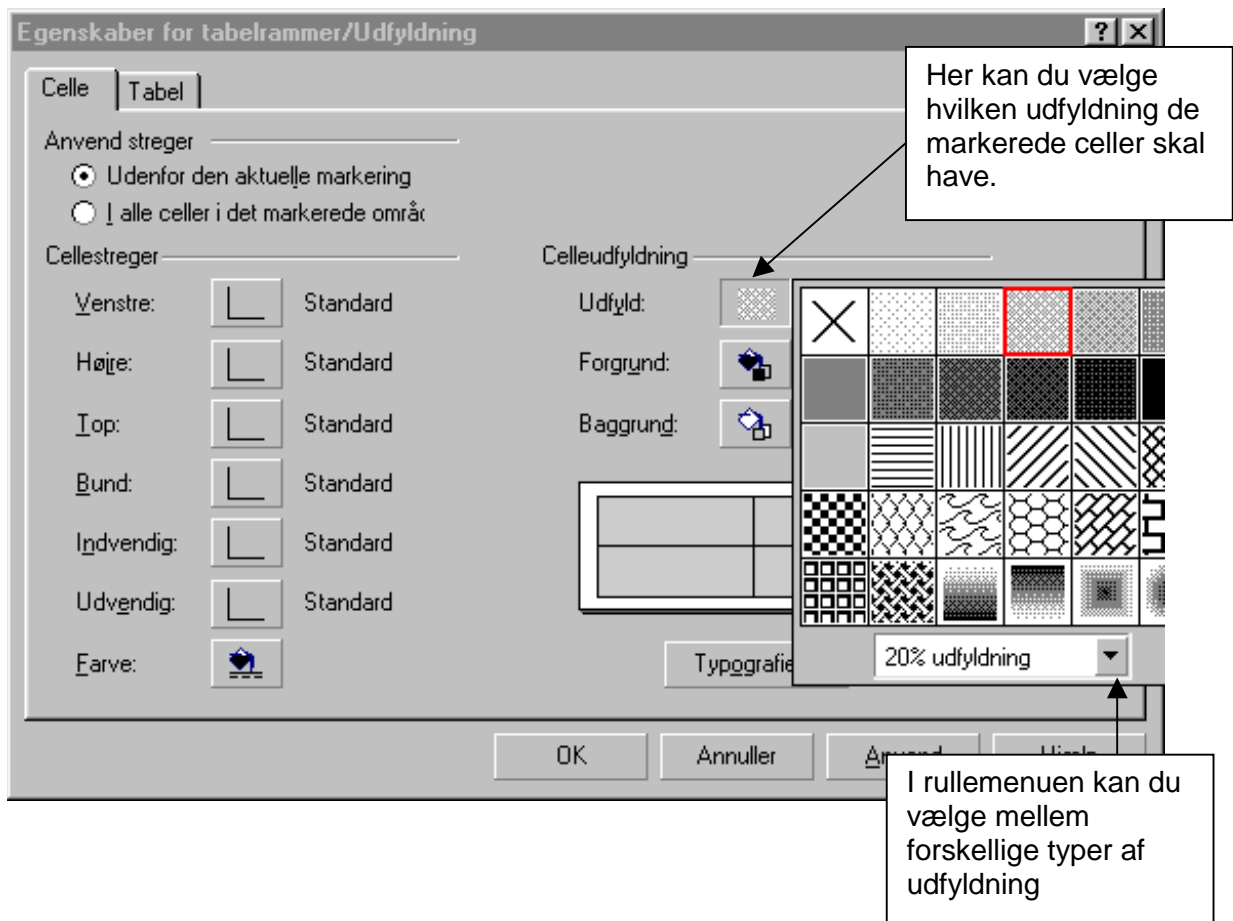 Egenskaber for tabelrammer/Udfyldning
Celle Tabel
Her kan du vælge
hvilken udfyldning de
markerede celler skal
have.
Anvend streger
Udenfor den aktuelle markering
I alle celler i det markerede områ
Cellestreger
Celleudfyldning
Venstre: Standard
Udfyld:
Højre: Standard
Forgrund:
Top: Standard
Baggrund:
Bund: Standard
Indvendig: Standard
Udvendig: Standard
Farve:
Typografie
20% udfyldning
OK Annuller
I rullemenuen kan du
vælge mellem
forskellige typer af
udfyldning